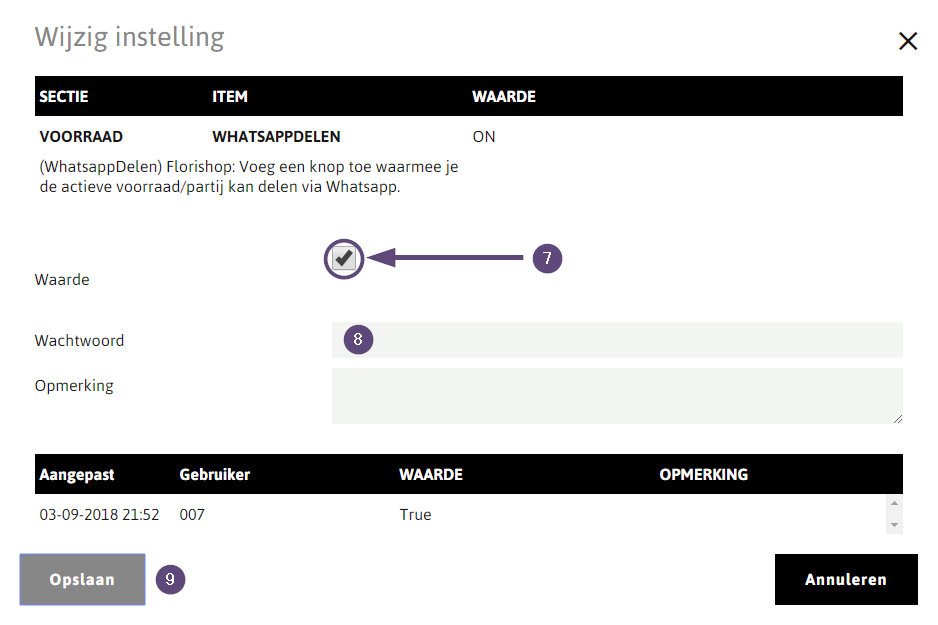 Wijzig instelling
SECTIE ITEM WAARDE
VOORRAAD WHATSAPPDELEN ON
(WhatsappDelen) Florishop: Voeg een knop toe waarmee je
de actieve voorraad/partij kan delen via Whatsapp.
7
Waarde
Wachtwoord 8
Opmerking
Aangepast Gebruiker WAARDE OPMERKING
03-09-2018 21:52 007 True
Opslaan 9 Annuleren